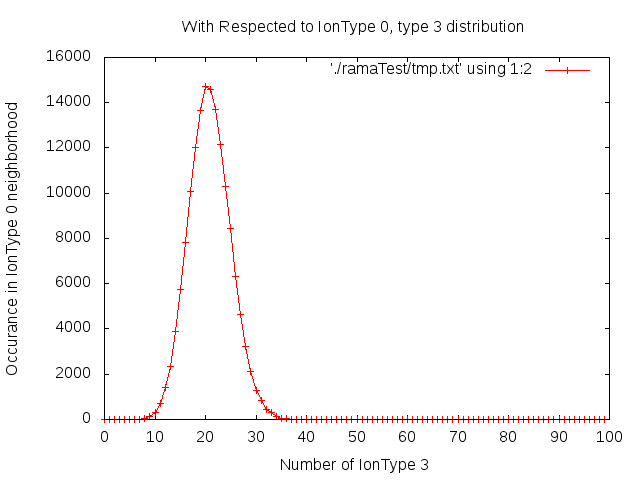 With Respected to IonType 0, type 3 distribution
'./ramaTest/tmp.txt' using 1:2
16000
14000
12000
10000
8000
6000
4000
2000
0
Occurance in IonType 0 neighborhood
0 10 20 30 40 50 60 70 80 90 100
Number of IonType 3